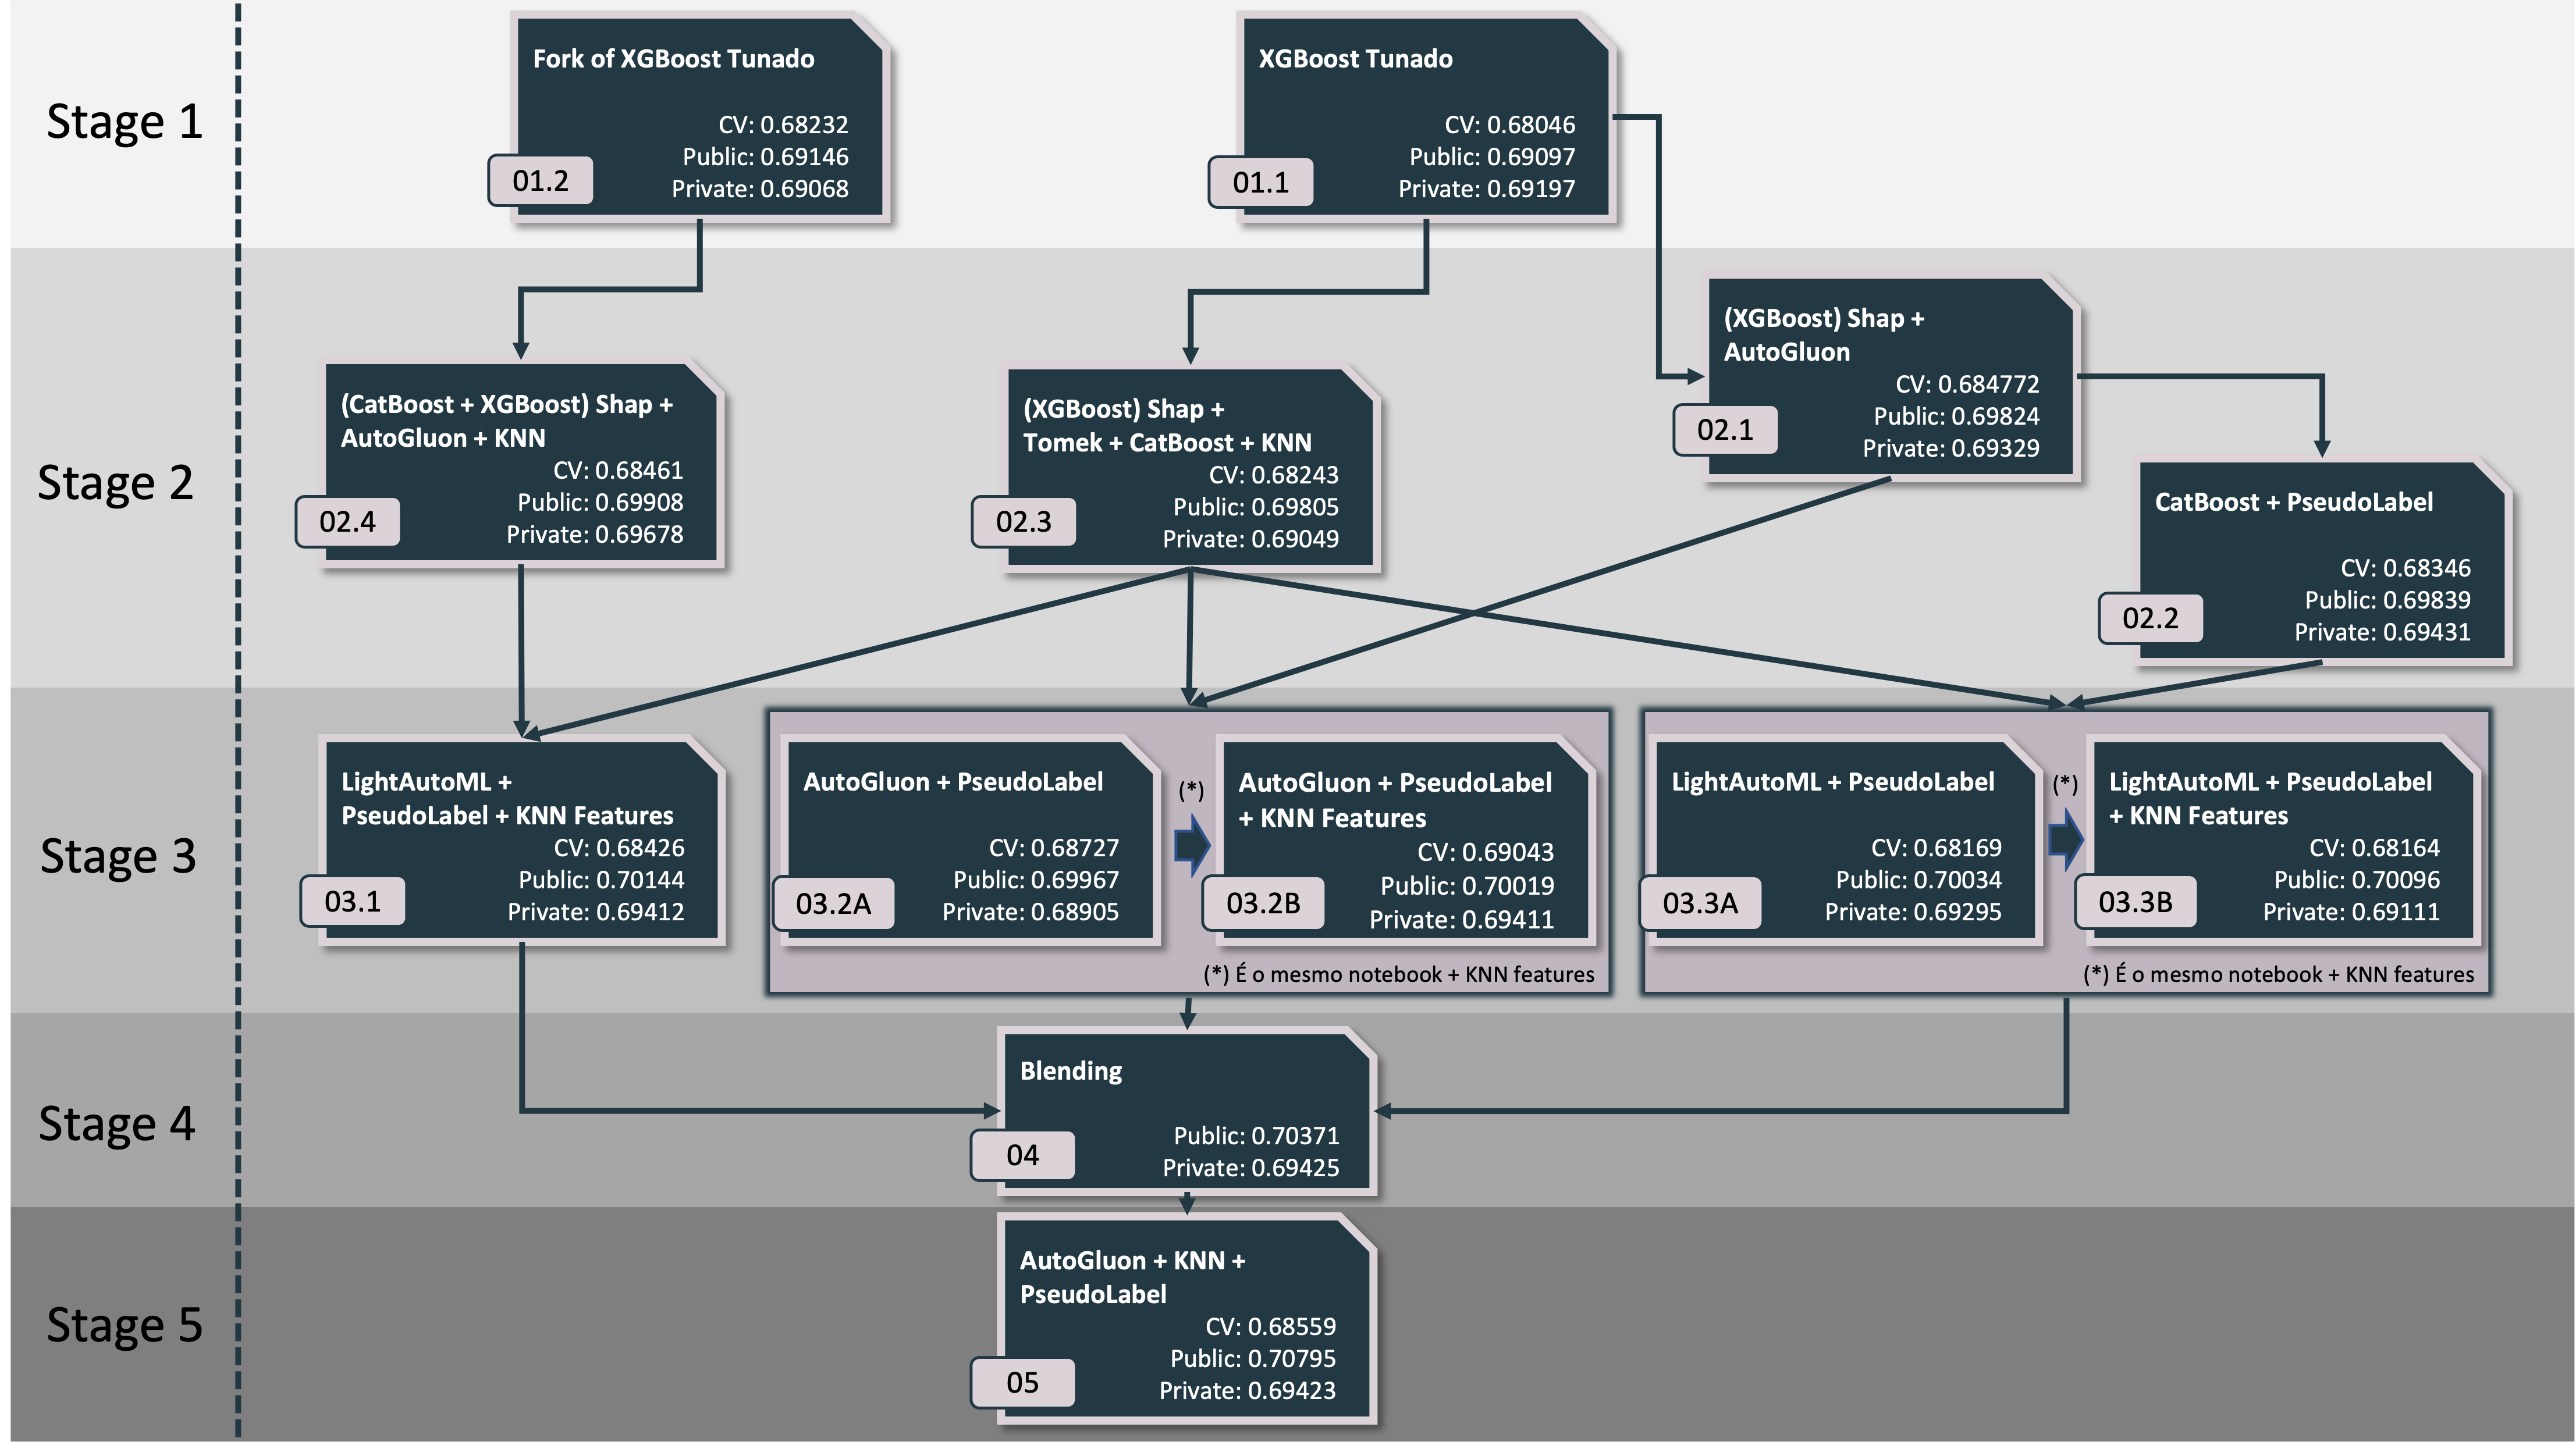 Stage 1
Fork of XGBoost Tunado
CV: 0.68232
Public: 0.69146
Private: 0.69068
01.2
XGBoost Tunado
CV: 0.68046
Public: 0.69097
Private: 0.69197
01.1
Stage 2
(CatBoost + XGBoost) Shap +
AutoGluon + KNN
CV: 0.68461
Public: 0.69908
Private: 0.69678
02.4
(XGBoost) Shap +
Tomek + CatBoost + KNN
CV: 0.68243
Public: 0.69805
Private: 0.69049
02.3
(XGBoost) Shap +
AutoGluon
CV: 0.684772
Public: 0.69824
Private: 0.69329
02.1
CatBoost + PseudoLabel
CV: 0.68346
Public: 0.69839
Private: 0.69431
02.2
Stage 3
LightAutoML +
PseudoLabel + KNN Features
CV: 0.68426
Public: 0.70144
Private: 0.69412
03.1
AutoGluon + PseudoLabel
CV: 0.68727
Public: 0.69967
Private: 0.68905
03.2A
(*)
AutoGluon + PseudoLabel
+ KNN Features
CV: 0.69043
Public: 0.70019
Private: 0.69411
03.2B
(*) É o mesmo notebook + KNN features
LightAutoML + PseudoLabel
CV: 0.68169
Public: 0.70034
Private: 0.69295
03.3A
(*)
LightAutoML + PseudoLabel
+ KNN Features
CV: 0.68164
Public: 0.70096
Private: 0.69111
03.3B
(*) É o mesmo notebook + KNN features
Stage 4
Blending
Public: 0.70371
Private: 0.69425
04
Stage 5
AutoGluon + KNN +
PseudoLabel
CV: 0.68559
Public: 0.70795
Private: 0.69423
05